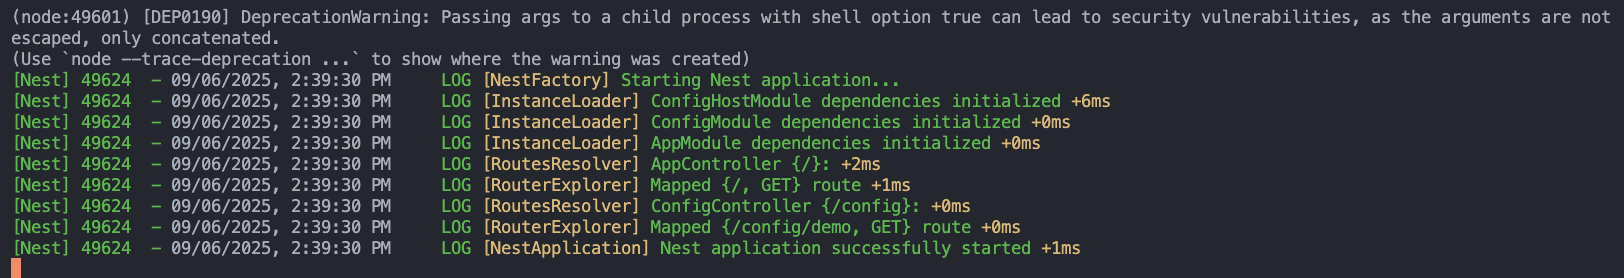 (node:49601) [DEP0190] DeprecationWarning: Passing args to a child process with shell option true can lead to security vulnerabilities, as the arguments are not
escaped, only concatenated.
(Use `node --trace-deprecation ...` to show where the warning was created)
[Nest] 49624  - 09/06/2025, 2:39:30 PM     LOG [NestFactory] Starting Nest application...
[Nest] 49624  - 09/06/2025, 2:39:30 PM     LOG [InstanceLoader] ConfigHostModule dependencies initialized +6ms
[Nest] 49624  - 09/06/2025, 2:39:30 PM     LOG [InstanceLoader] ConfigModule dependencies initialized +0ms
[Nest] 49624  - 09/06/2025, 2:39:30 PM     LOG [InstanceLoader] AppModule dependencies initialized +0ms
[Nest] 49624  - 09/06/2025, 2:39:30 PM     LOG [RoutesResolver] AppController {/}: +2ms
[Nest] 49624  - 09/06/2025, 2:39:30 PM     LOG [RouterExplorer] Mapped {/, GET} route +1ms
[Nest] 49624  - 09/06/2025, 2:39:30 PM     LOG [RoutesResolver] ConfigController {/config}: +0ms
[Nest] 49624  - 09/06/2025, 2:39:30 PM     LOG [RouterExplorer] Mapped {/config/demo, GET} route +0ms
[Nest] 49624  - 09/06/2025, 2:39:30 PM     LOG [NestApplication] Nest application successfully started +1ms